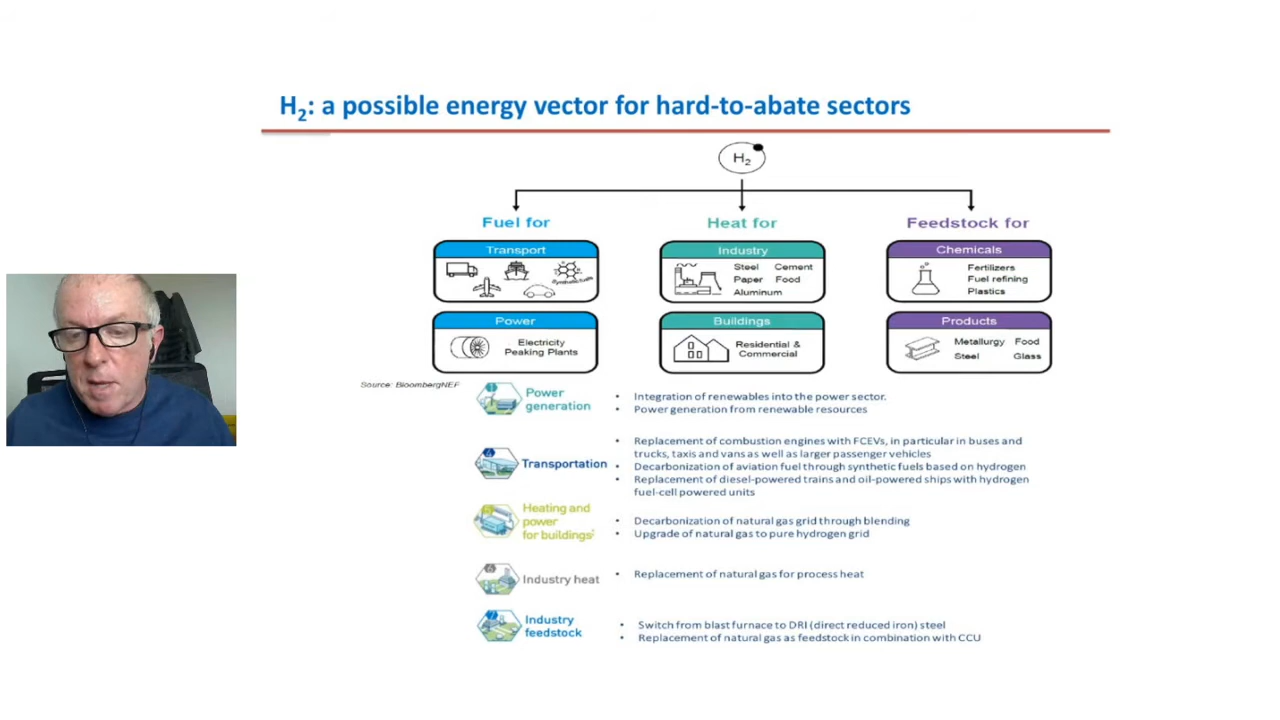 H2: a possible energy vector for hard-to-abate sectors
H2
Fuel for
Heat for
Feedstock for
Transport
Synthetic fuels
Industry
Steel Cement
Paper Food
Aluminum
Chemicals
Fertilizers
Fuel refining
Plastics
Power
Electricity
Peaking Plants
Buildings
Residential &
Commercial
Products
Metallurgy Food
Steel Glass
Source: BloombergNEF
Power
generation
• Integration of renewables into the power sector.
• Power generation from renewable resources
Transportation
• Replacement of combustion engines with FCEVs, in particular in buses and
trucks, taxis and vans as well as larger passenger vehicles
• Decarbonization of aviation fuel through synthetic fuels based on hydrogen
• Replacement of diesel-powered trains and oil-powered ships with hydrogen
fuel-cell powered units
Heating and
power
for buildings
• Decarbonization of natural gas grid through blending
• Upgrade of natural gas to pure hydrogen grid
Industry heat
• Replacement of natural gas for process heat
Industry
feedstock
• Switch from blast furnace to DRI (direct reduced iron) steel
• Replacement of natural gas as feedstock in combination with CCU